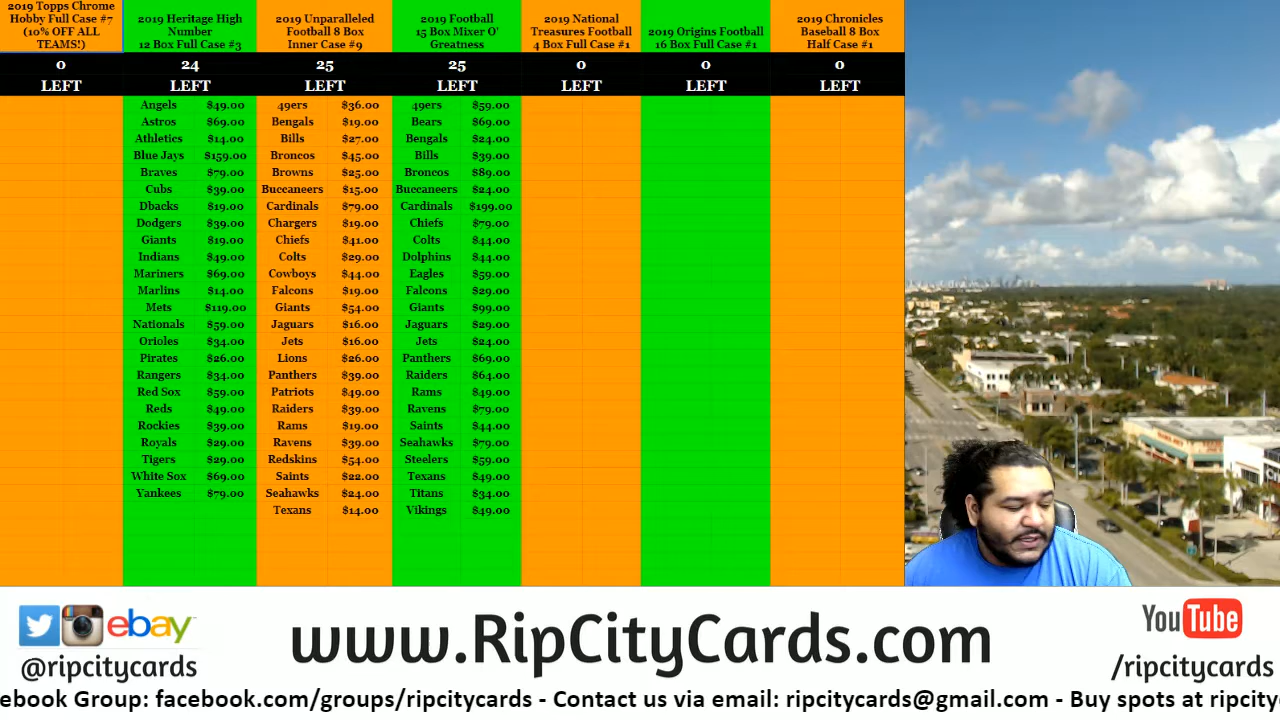 2019 Topps Chrome
Hobby Full Case #7
(10% OFF ALL
TEAMS!)
0
LEFT
2019 Heritage High
Number
12 Box Full Case #3
24
LEFT
Angels $49.00
Astros $69.00
Athletics $14.00
Blue Jays $159.00
Braves $79.00
Cubs $39.00
Dbacks $19.00
Dodgers $39.00
Giants $19.00
Indians $49.00
Mariners $69.00
Marlins $14.00
Mets $119.00
Nationals $59.00
Orioles $34.00
Pirates $26.00
Rangers $34.00
Red Sox $59.00
Reds $49.00
Rockies $39.00
Royals $29.00
Tigers $29.00
White Sox $69.00
Yankees $79.00
2019 Unparalleled
Football 8 Box
Inner Case #9
25
LEFT
49ers $36.00
Bengals $19.00
Bills $27.00
Broncos $45.00
Browns $25.00
Buccaneers $15.00
Cardinals $79.00
Chargers $19.00
Chiefs $41.00
Colts $29.00
Cowboys $44.00
Falcons $19.00
Giants $54.00
Jaguars $16.00
Jets $16.00
Lions $26.00
Panthers $39.00
Patriots $49.00
Raiders $39.00
Rams $19.00
Ravens $39.00
Redskins $54.00
Saints $22.00
Seahawks $24.00
Texans $14.00
2019 Football
15 Box Mixer O'
Greatness
25
LEFT
49ers $59.00
Bears $69.00
Bengals $24.00
Bills $39.00
Broncos $89.00
Buccaneers $24.00
Cardinals $199.00
Chiefs $79.00
Colts $44.00
Dolphins $44.00
Eagles $59.00
Falcons $29.00
Giants $99.00
Jaguars $29.00
Jets $24.00
Panthers $69.00
Raiders $64.00
Rams $49.00
Ravens $79.00
Saints $44.00
Seahawks $79.00
Steelers $59.00
Texans $49.00
Titans $34.00
Vikings $49.00
2019 National
Treasures Football
4 Box Full Case #1
0
LEFT
2019 Origins Football
16 Box Full Case #1
0
LEFT
2019 Chronicles
Baseball 8 Box
Half Case #1
0
LEFT
ebay
@ripcitycards
www.RipCityCards.com
YouTube
/ripcitycards
ebook Group: facebook.com/groups/ripcitycards - Contact us via email: ripcitycards@gmail.com - Buy spots at ripcity